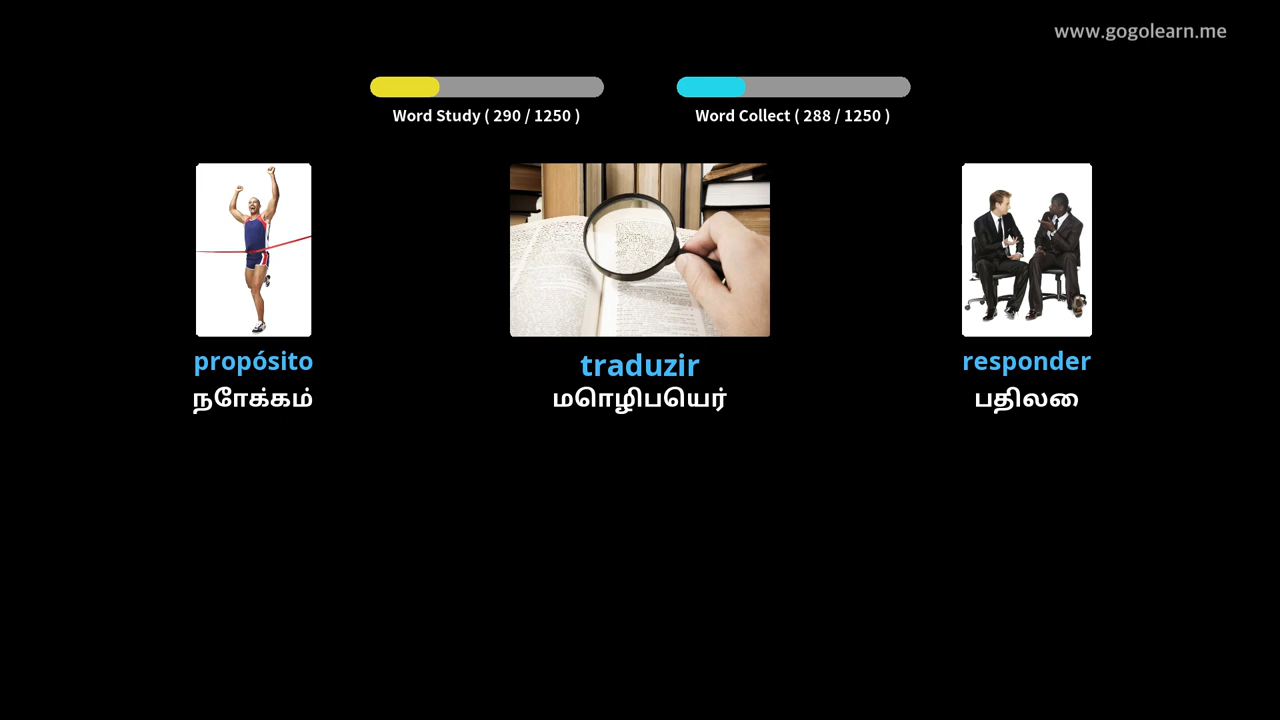 www.gogolearn.me
Word Study ( 290 / 1250 )
Word Collect ( 288 / 1250 )
propósito
நோக்கம்
traduzir
மொழிபெயர்
responder
பதிலை